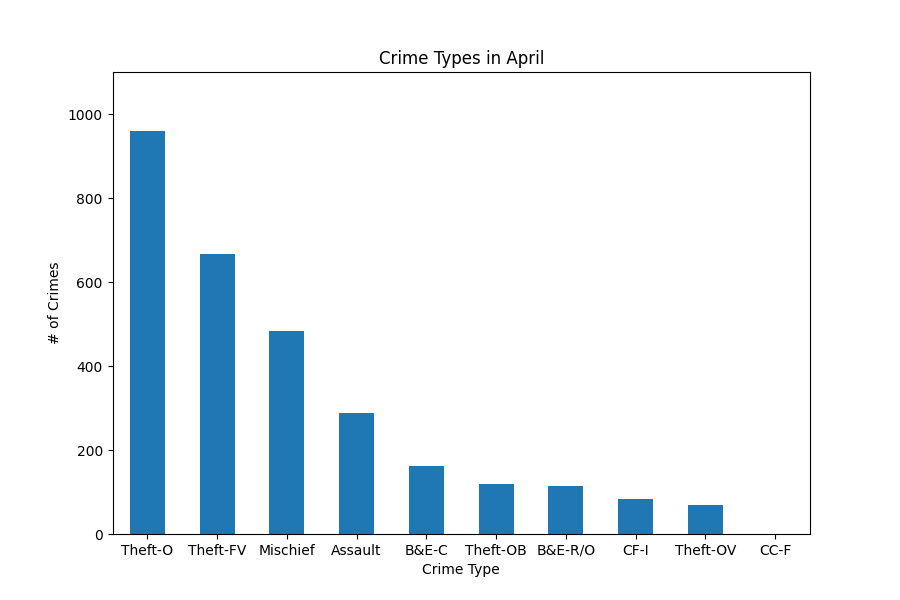 Crime Types in April
1000
800
600
400
200
0
# of Crimes
Theft-O Theft-FV Mischief Assault B&E-C Theft-OB B&E-R/O CF-I Theft-OV CC-F
Crime Type